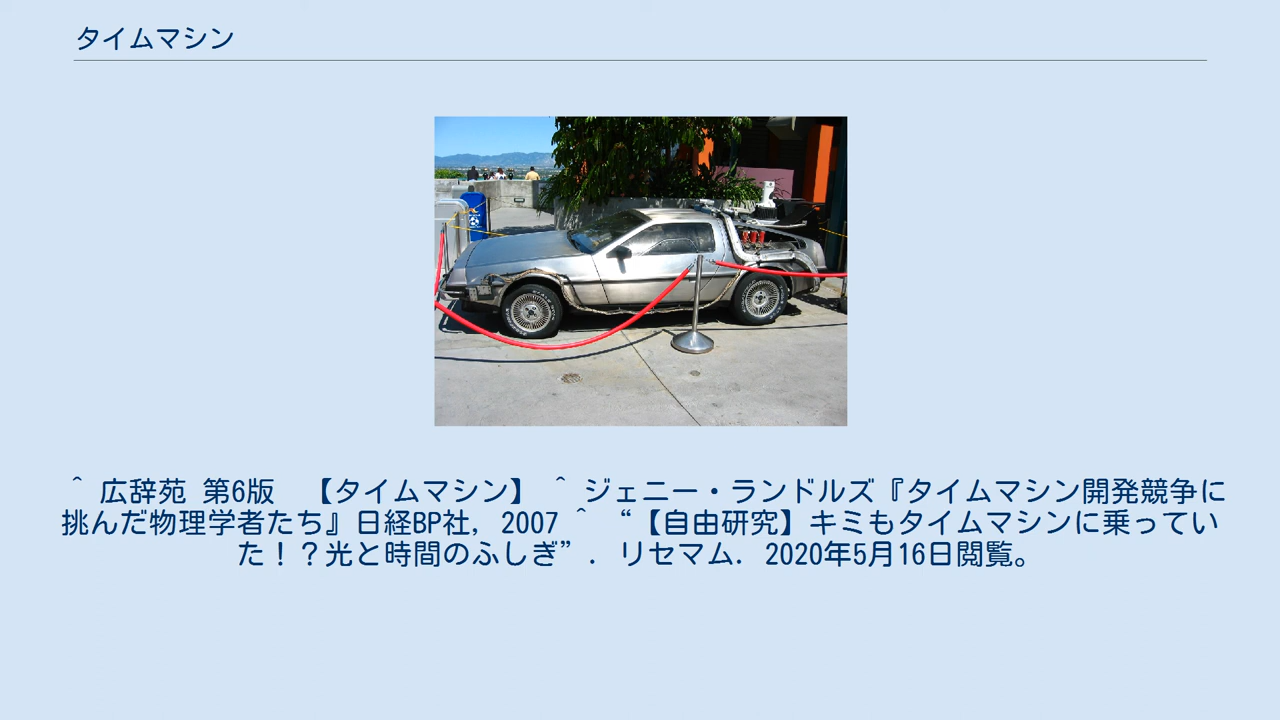 タイムマシン
^ 広辞苑 第6版　【タイムマシン】 ^ ジェニー・ランドルズ『タイムマシン開発競争に
挑んだ物理学者たち』日経BP社, 2007 ^ “【自由研究】キミもタイムマシンに乗ってい
た！？光と時間のふしぎ”. リセマム. 2020年5月16日閲覧。